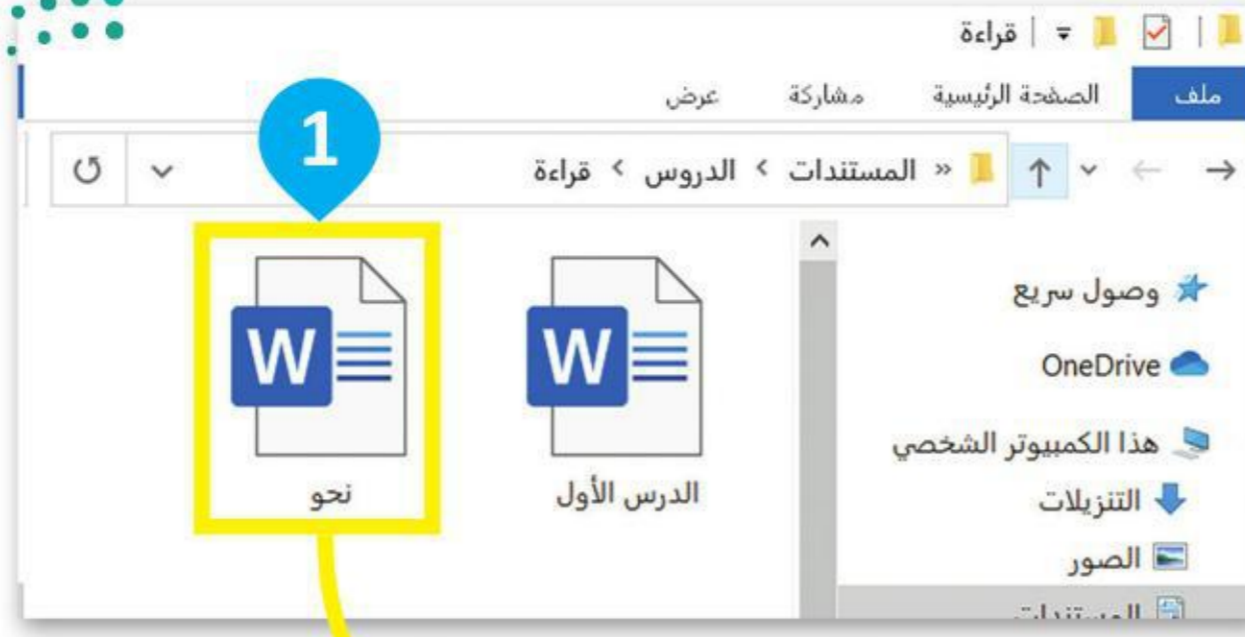 قراءة
ملف الصفحة الرئيسية مشاركة عرض
« المستندات › الدروس › قراءة
1
وصول سريع
OneDrive
هذا الكمبيوتر الشخصي
التنزيلات
الصور
المستندات
W
الدرس الأول
W
نحو